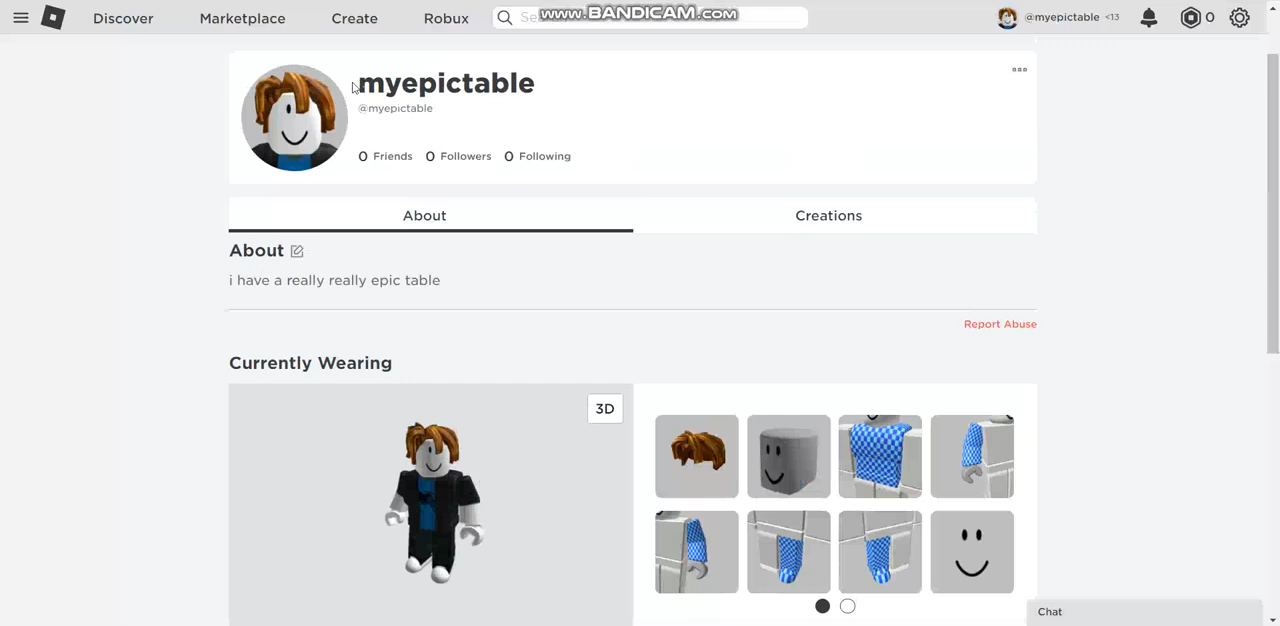 Discover Marketplace Create Robux Se www.BANDICAM.com @myepictable <13 0
myepictable
@myepictable
0 Friends 0 Followers 0 Following
About Creations
About
i have a really really epic table
Report Abuse
Currently Wearing
3D
Chat